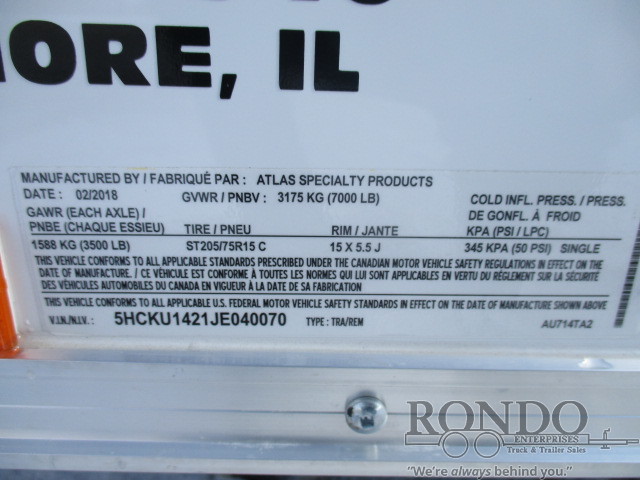 MORE, IL
MANUFACTURED BY / FABRIQUÉ PAR : ATLAS SPECIALTY PRODUCTS
DATE : 02/2018 GVWR / PNBV : 3175 KG (7000 LB)
COLD INFL. PRESS. / PRESS.
GAWR (EACH AXLE) / DE GONFL. À FROID
PNBE (CHAQUE ESSIEU) TIRE / PNEU RIM / JANTE KPA (PSI / LPC)
1588 KG (3500 LB) ST205/75R15 C 15 X 5.5 J 345 KPA (50 PSI) SINGLE
THIS VEHICLE CONFORMS TO ALL APPLICABLE STANDARDS PRESCRIBED UNDER THE CANADIAN MOTOR VEHICLE SAFETY REGULATIONS IN EFFECT ON THE
DATE OF MANUFACTURE. / CE VÉHICULE EST CONFORME À TOUTES LES NORMES QUI LUI SONT APPLICABLES EN VERTU DU RÈGLEMENT SUR LA SÉCURITÉ
DES VÉHICULES AUTOMOBILES DU CANADA EN VIGUEUR À LA DATE DE SA FABRICATION
THIS VEHICLE CONFORMS TO ALL APPLICABLE U.S. FEDERAL MOTOR VEHICLE SAFETY STANDARDS IN EFFECT ON THE DATE OF MANUFACTURE SHOWN ABOVE
V.I.N./N.I.V. : 5HCKU1421JE040070 TYPE : TRA/REM AU714TA2
RONDO
ENTERPRISES
Truck & Trailer Sales
"We're always behind you."